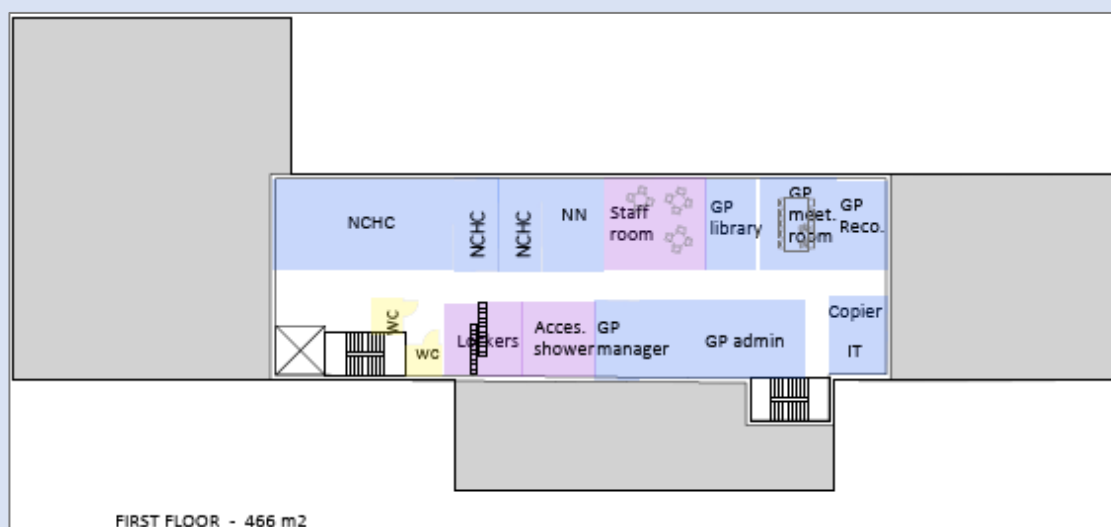 NCHC
NCHC
NCHC
NN
Staff
room
GP
library
GP
meet.
room
GP
Reco.
WC
WC
Lockers
Acces.
shower
GP
manager
GP admin
Copier
IT
FIRST FLOOR - 466 m2